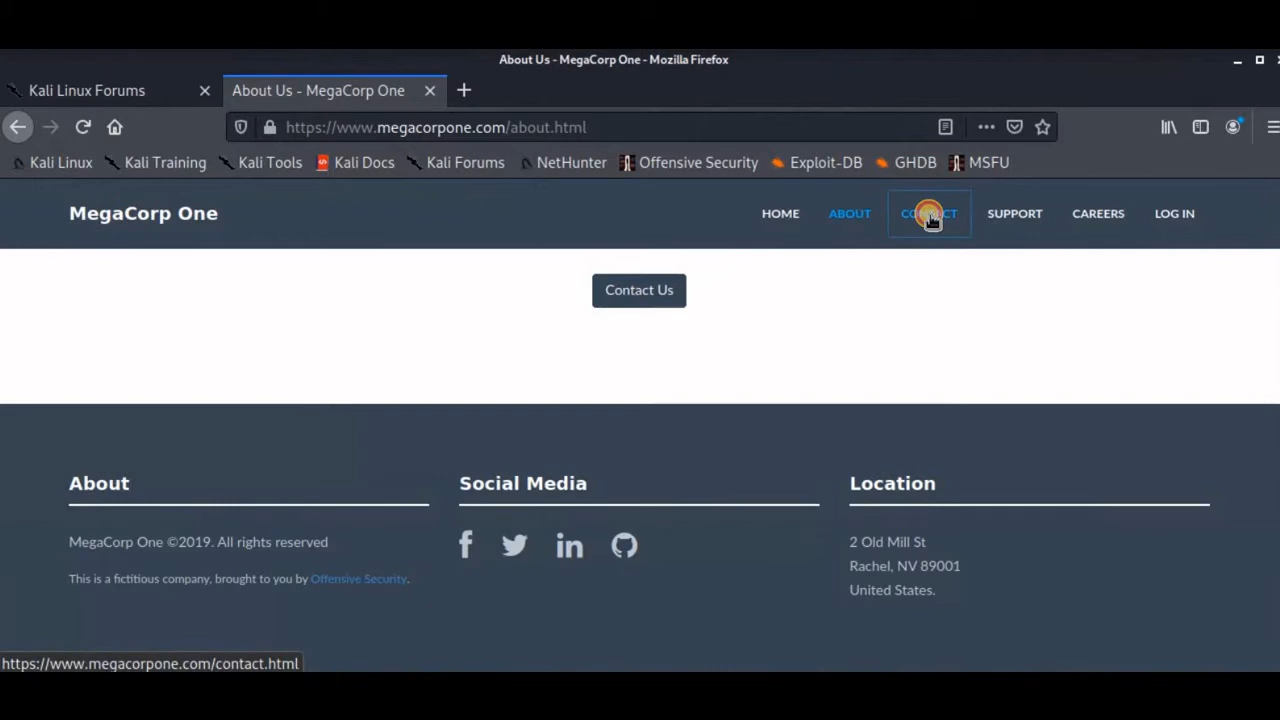 About Us - MegaCorp One - Mozilla Firefox
Kali Linux Forums
About Us - MegaCorp One
https://www.megacorpone.com/about.html
Kali Linux Kali Training Kali Tools Kali Docs Kali Forums NetHunter Offensive Security Exploit-DB GHDB MSFU
MegaCorp One
HOME ABOUT CONTACT SUPPORT CAREERS LOG IN
Contact Us
About
MegaCorp One ©2019. All rights reserved
This is a fictitious company, brought to you by Offensive Security.
Social Media
Location
2 Old Mill St
Rachel, NV 89001
United States.
https://www.megacorpone.com/contact.html